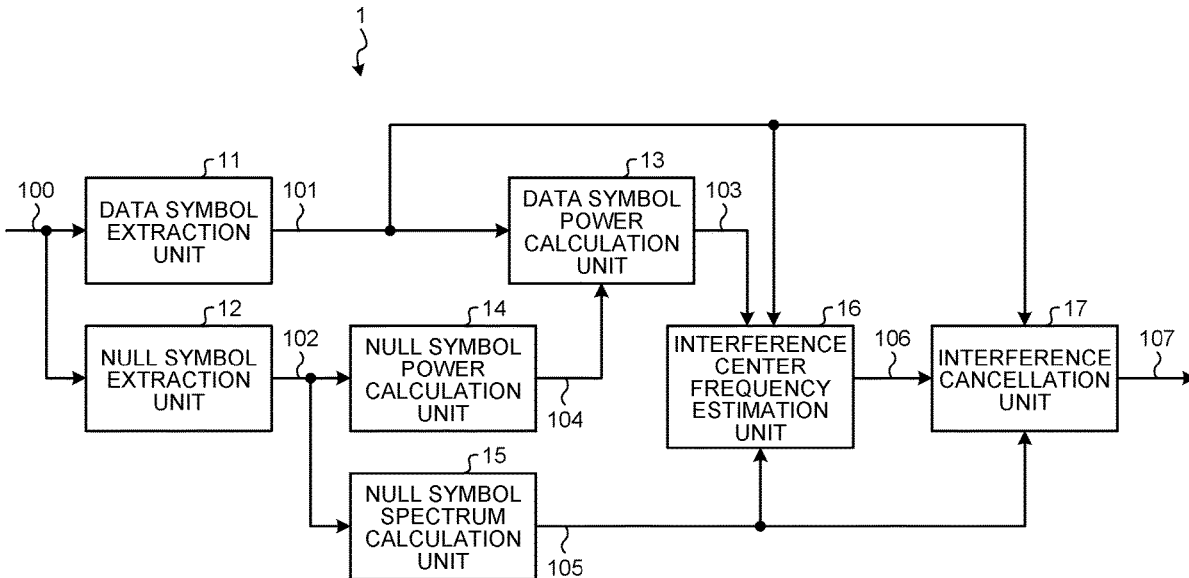 1
11
13
100
DATA SYMBOL
EXTRACTION
UNIT
101
DATA SYMBOL
POWER
CALCULATION
UNIT
103
12
14
16
17
NULL SYMBOL
EXTRACTION
UNIT
102
NULL SYMBOL
POWER
CALCULATION
UNIT
104
INTERFERENCE
CENTER
FREQUENCY
ESTIMATION
UNIT
106
INTERFERENCE
CANCELLATION
UNIT
107
15
NULL SYMBOL
SPECTRUM
CALCULATION
UNIT
105